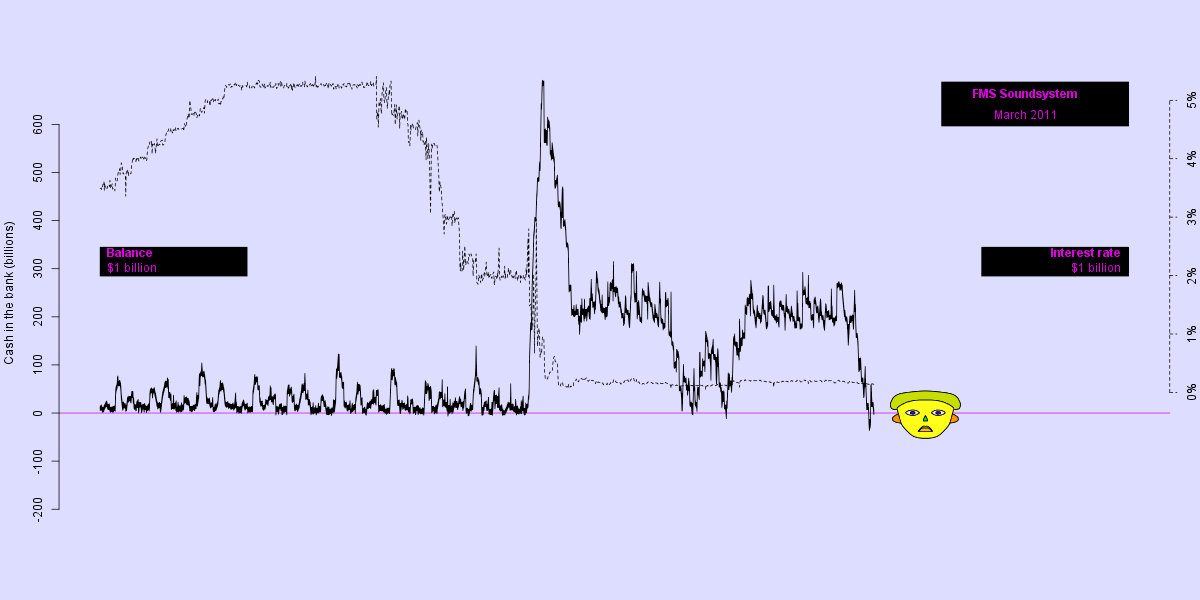 FMS Soundsystem
March 2011
Balance
$1 billion
Interest rate
$1 billion
Cash in the bank (billions)
600
500
400
300
200
100
0
-100
-200
5%
4%
3%
2%
1%
0%